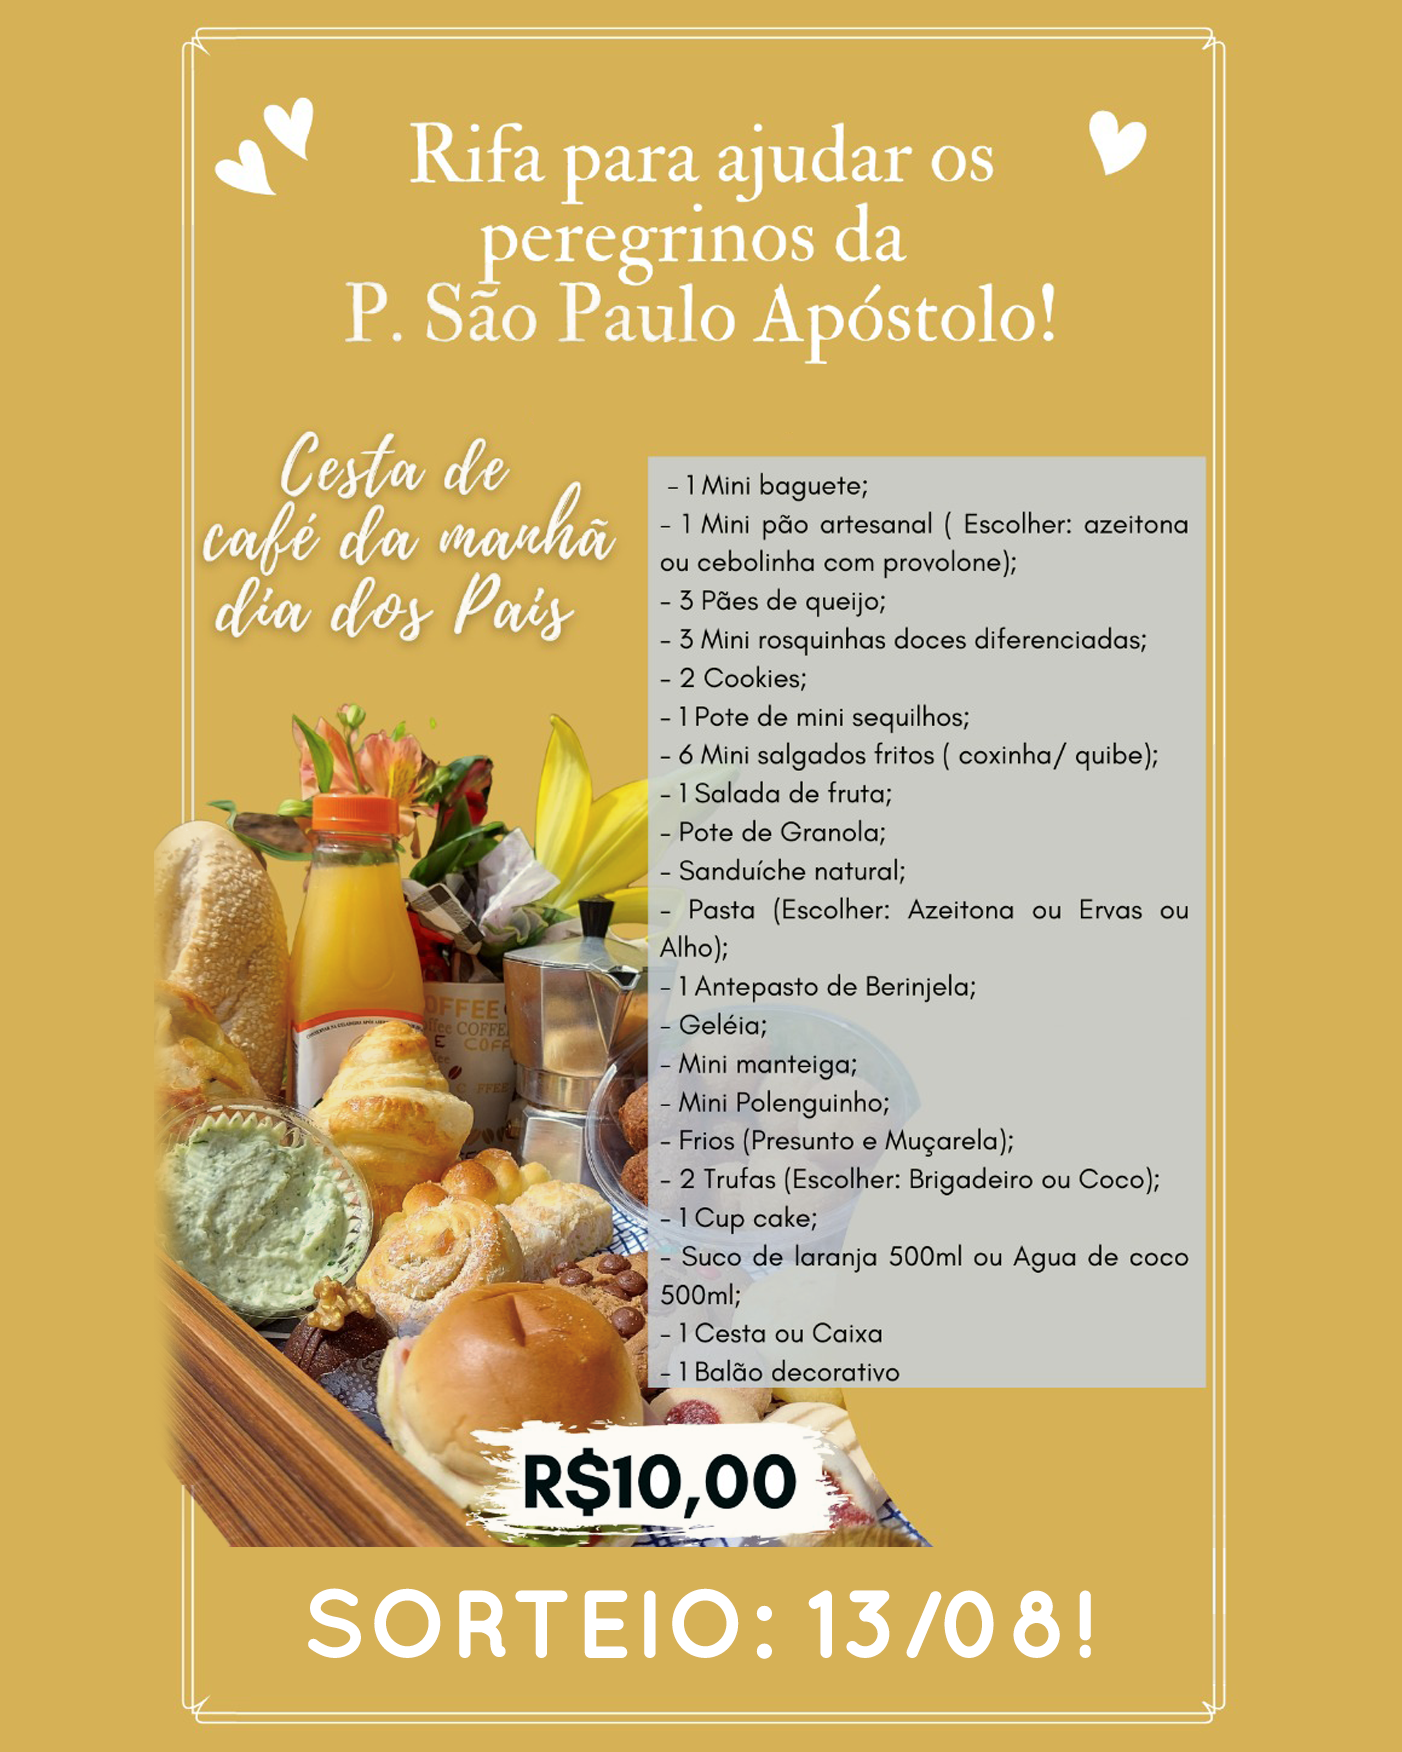 Rifa para ajudar os
peregrinos da
P. São Paulo Apóstolo!
Cesta de
café da manhã
dia dos Pais
- 1 Mini baguete;
- 1 Mini pão artesanal ( Escolher: azeitona
ou cebolinha com provolone);
- 3 Pães de queijo;
- 3 Mini rosquinhas doces diferenciadas;
- 2 Cookies;
- 1 Pote de mini sequilhos;
- 6 Mini salgados fritos ( coxinha/ quibe);
- 1 Salada de fruta;
- Pote de Granola;
- Sanduíche natural;
- Pasta (Escolher: Azeitona ou Ervas ou
Alho);
- 1 Antepasto de Berinjela;
- Geléia;
- Mini manteiga;
- Mini Polenguinho;
- Frios (Presunto e Muçarela);
- 2 Trufas (Escolher: Brigadeiro ou Coco);
- 1 Cup cake;
- Suco de laranja 500ml ou Agua de coco
500ml;
- 1 Cesta ou Caixa
- 1 Balão decorativo
OFFEE
ffee COFFE
E COFF
R$10,00
SORTEIO: 13/08!